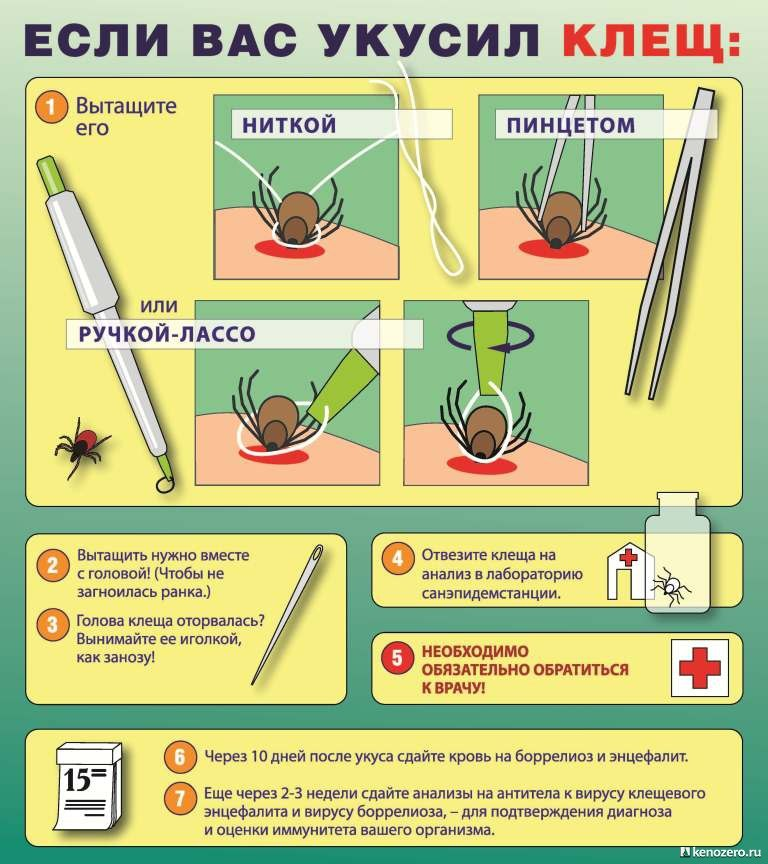 ЕСЛИ ВАС УКУСИЛ КЛЕЩ:
1 Вытащите
его
НИТКОЙ
ПИНЦЕТОМ
ИЛИ
РУЧКОЙ-ЛАССО
2 Вытащить нужно вместе
с головой! (Чтобы не
загноилась ранка.)
3 Голова клеща оторвалась?
Вынимайте ее иголкой,
как занозу!
4 Отвезите клеща на
анализ в лабораторию
санэпидемстанции.
5 НЕОБХОДИМО
ОБЯЗАТЕЛЬНО ОБРАТИТЬСЯ
К ВРАЧУ!
15
6 Через 10 дней после укуса сдайте кровь на боррелиоз и энцефалит.
7 Еще через 2-3 недели сдайте анализы на антитела к вирусу клещевого
энцефалита и вирусу боррелиоза, – для подтверждения диагноза
и оценки иммунитета вашего организма.
kenozero.ru